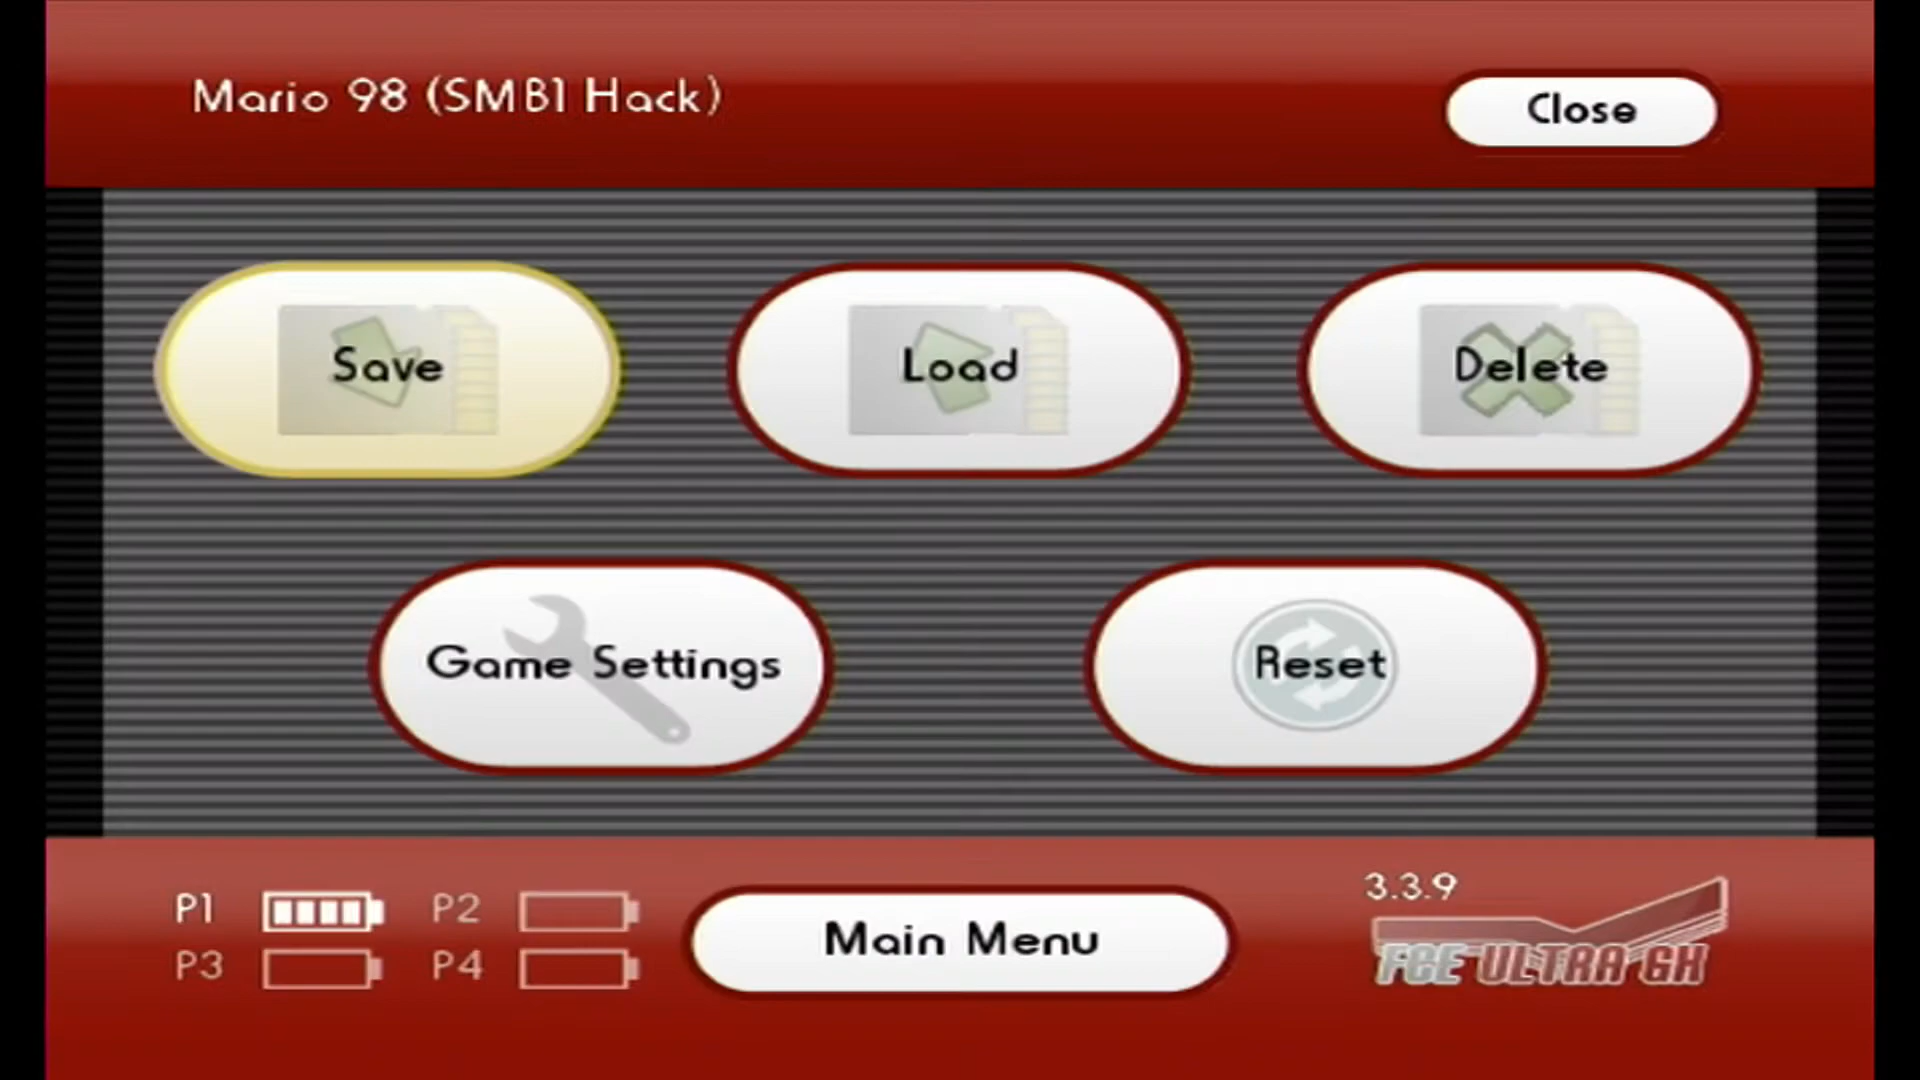 Mario 98 (SMB1 Hack)
Close
Save
Load
Delete
Game Settings
Reset
P1
P2
P3
P4
Main Menu
3.3.9
FCE ULTRA GX